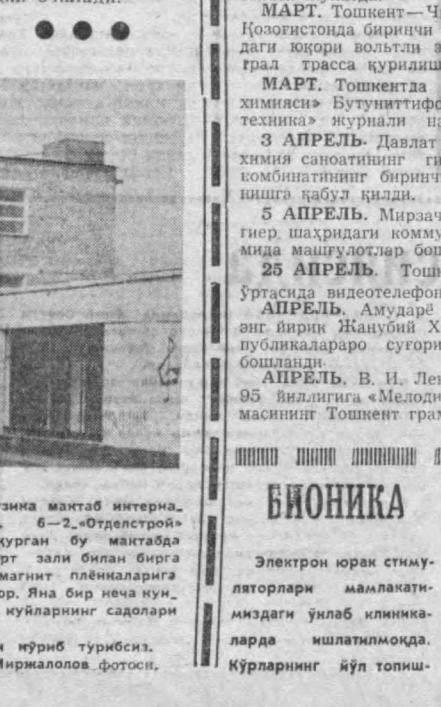 зика мактаб интерна-
6—2-«Отделстрой»
қурган бу мактабда
рт зали билан бирга
магнит плёнкаларига
ор. Яна бир неча кун-
куйларнинг садолари
кўриб турибсиз.
Миржалолов фотоси.
МАРТ. Тошкент—Ч
Қозоғистонда биринчи
даги юқори вольтли э
трал трасса қурилиш
МАРТ. Тошкентда
химияси» Бутуниттифо
техника» журнали на
3 АПРЕЛЬ. Давлат
химия саноатининг ги
комбинатининг биринч
нишга қабул қилди.
5 АПРЕЛЬ. Мирзач
гиер шаҳридаги комму
мида машғулотлар бош
25 АПРЕЛЬ. Тошк
ўртасида видеотелефон
АПРЕЛЬ. Амударё
энг йирик Жанубий Х
публикалараро суғори
бошланди.
АПРЕЛЬ. В. И. Лен
95 йиллигига «Мелоди
масининг Тошкент грам
БИОНИКА
Электрон юрак стиму-
ляторлари мамлакати-
миздаги ўнлаб клиника-
ларда ишлатилмоқда.
Кўрларнинг йўл топиш-